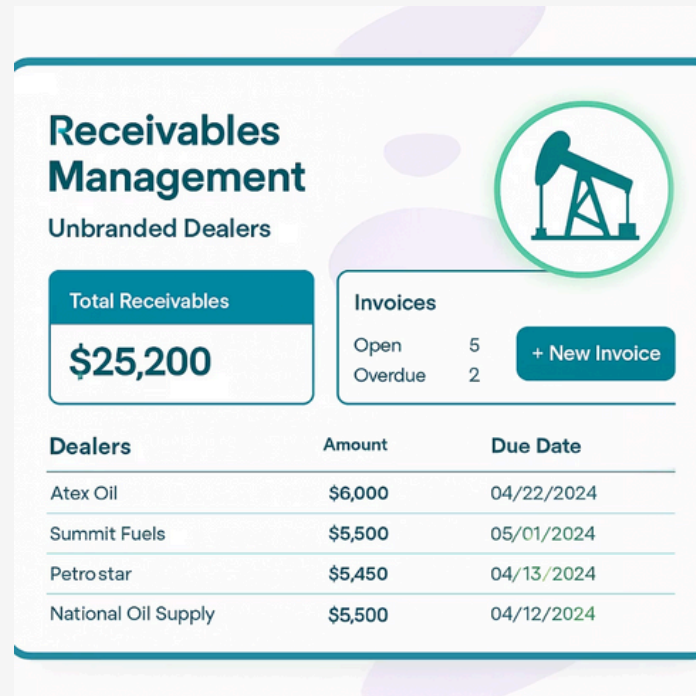 Receivables
Management
Unbranded Dealers
Total Receivables
$25,200
Invoices
Open 5
Overdue 2
+ New Invoice
Dealers Amount Due Date
Atex Oil $6,000 04/22/2024
Summit Fuels $5,500 05/01/2024
Petrostar $5,450 04/13/2024
National Oil Supply $5,500 04/12/2024